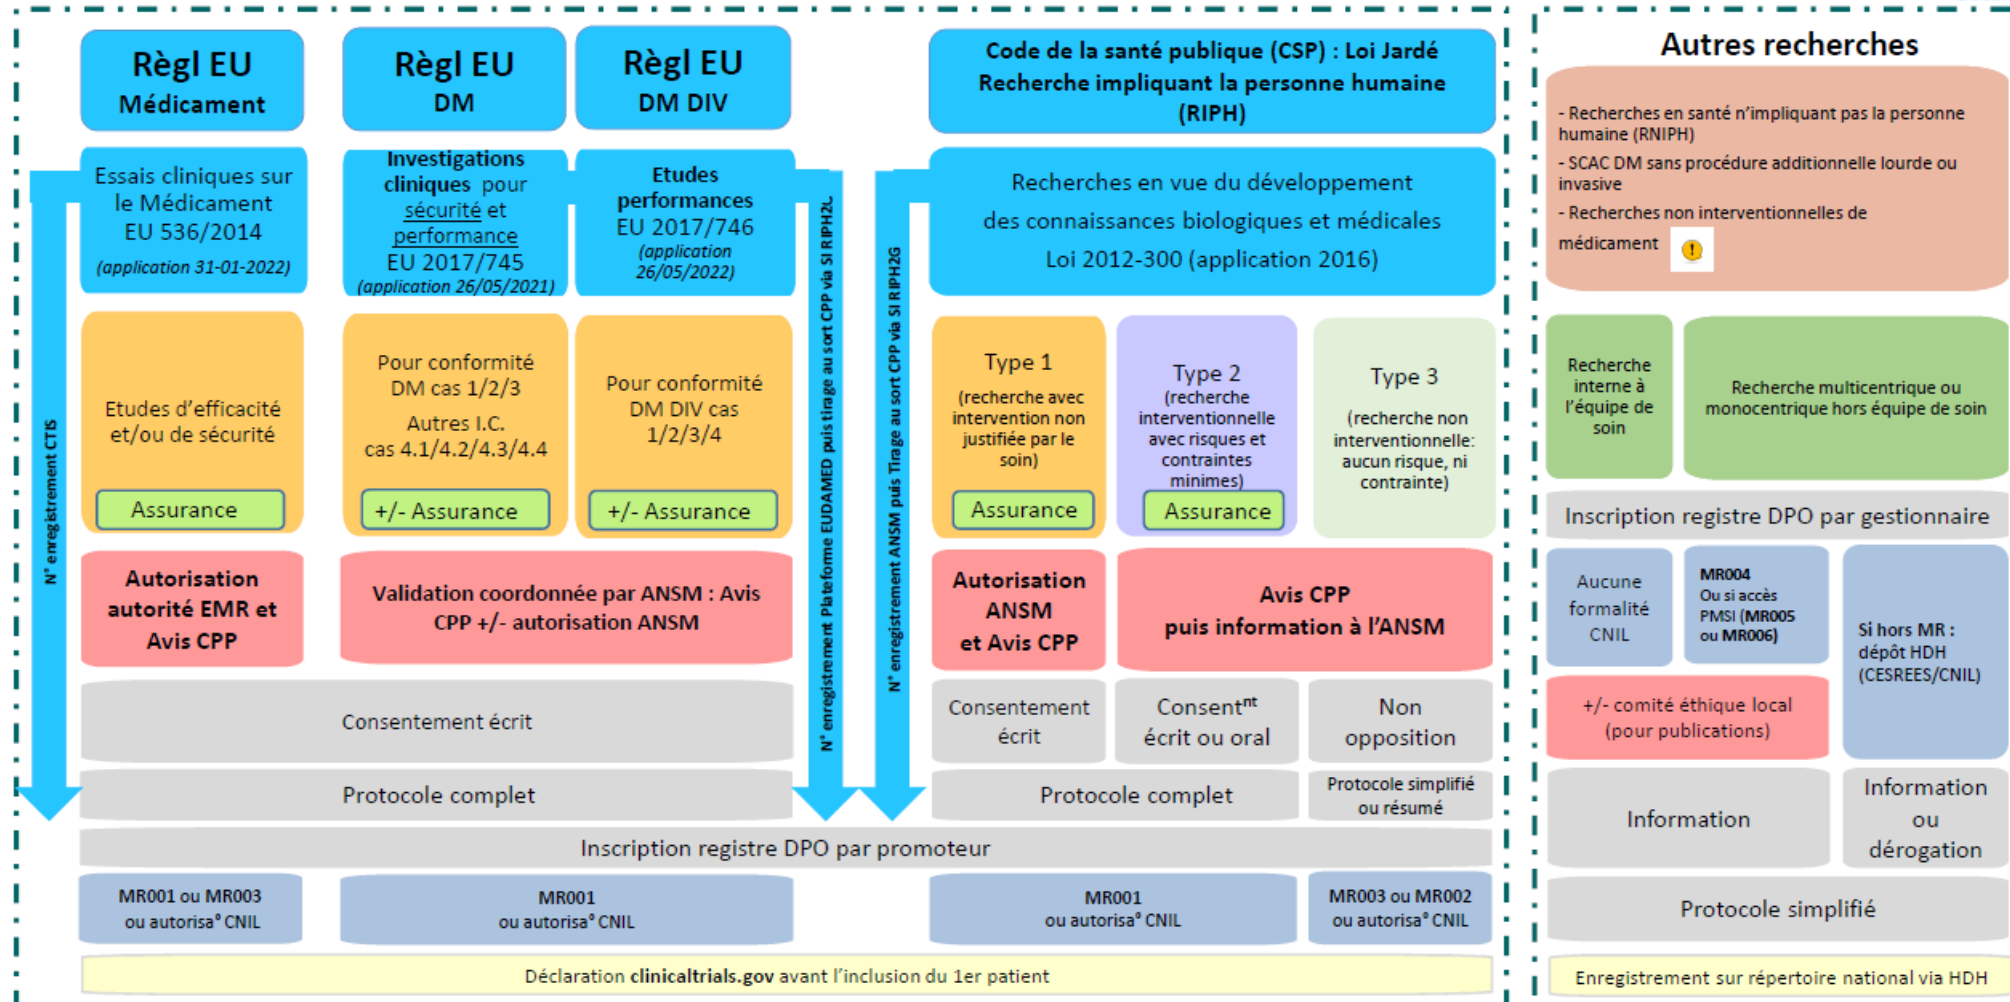 Règl EU
Médicament
Règl EU
DM
Règl EU
DM DIV
Code de la santé publique (CSP) : Loi Jardé
Recherche impliquant la personne humaine
(RIPH)
Autres recherches
- Recherches en santé n'impliquant pas la personne
humaine (RNIPH)
- SCAC DM sans procédure additionnelle lourde ou
invasive
- Recherches non interventionnelles de
médicament
!
Essais cliniques sur
le Médicament
EU 536/2014
(application 31-01-2022)
Investigations
cliniques pour
sécurité et
performance
EU 2017/745
(application 26/05/2021)
Etudes
performances
EU 2017/746
(application
26/05/2022)
Recherches en vue du développement
des connaissances biologiques et médicales
Loi 2012-300 (application 2016)
N° enregistrement CTIS
N° enregistrement Plateforme EUDAMED puis tirage au sort CPP via SI RIPH2G
N° enregistrement ANSM puis Tirage au sort CPP via SI RIPH2G
Etudes d'efficacité
et/ou de sécurité
Assurance
Pour conformité
DM cas 1/2/3
Autres I.C.
cas 4.1/4.2/4.3/4.4
+/- Assurance
Pour conformité
DM DIV cas
1/2/3/4
+/- Assurance
Type 1
(recherche avec
intervention non
justifiée par le
soin)
Assurance
Type 2
(recherche
interventionnelle
avec risques et
contraintes
minimes)
Assurance
Type 3
(recherche non
interventionnelle:
aucun risque, ni
contrainte)
Recherche
interne à
l'équipe de
soin
Recherche multicentrique ou
monocentrique hors équipe de soin
Inscription registre DPO par gestionnaire
Autorisation
autorité EMR et
Avis CPP
Validation coordonnée par ANSM : Avis
CPP +/- autorisation ANSM
Autorisation
ANSM
et Avis CPP
Avis CPP
puis information à l'ANSM
Aucune
formalité
CNIL
MR004
Ou si accès
PMSI (MR005
ou MR006)
Si hors MR :
dépôt HDH
(CESREES/CNIL)
+/- comité éthique local
(pour publications)
Consentement écrit
Consentement
écrit
Consentnt
écrit ou oral
Non
opposition
Protocole complet
Protocole complet
Protocole simplifié
ou résumé
Information
Information
ou
dérogation
Inscription registre DPO par promoteur
MR001 ou MR003
ou autorisa° CNIL
MR001
ou autorisa° CNIL
MR001
ou autorisa° CNIL
MR003 ou MR002
ou autorisa° CNIL
Protocole simplifié
Déclaration clinicaltrials.gov avant l'inclusion du 1er patient
Enregistrement sur répertoire national via HDH